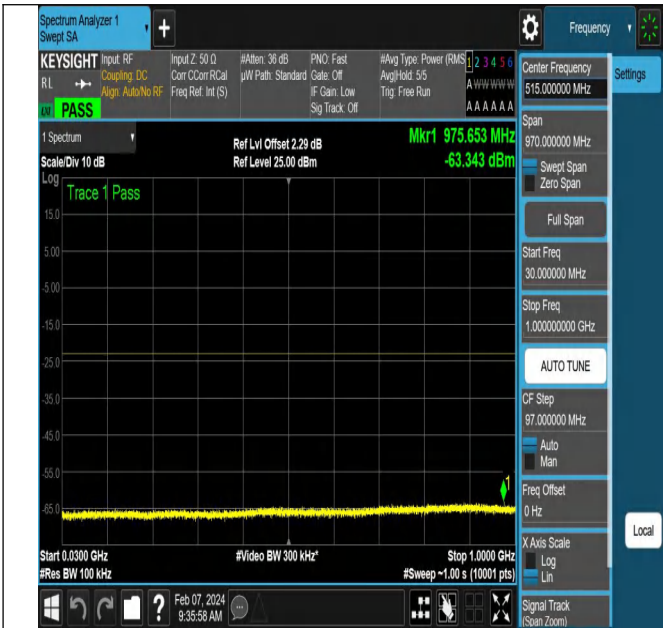 Spectrum Analyzer 1
Swept SA
+
Frequency
KEYSIGHT
RL
PASS
Input: RF
Coupling: DC
Align: Auto/No RF
Input Z: 50 Ω
Corr CCorr RCal
Freq Ref: Int (S)
#Atten: 36 dB
µW Path: Standard
PNO: Fast
Gate: Off
IF Gain: Low
Sig Track: Off
#Avg Type: Power (RMS
Avg|Hold: 5/5
Trig: Free Run
1 2 3 4 5 6
A W W W W W
A A A A A A
1 Spectrum
Scale/Div 10 dB
Ref Lvl Offset 2.29 dB
Ref Level 25.00 dBm
Mkr1 975.653 MHz
-63.343 dBm
Log
Trace 1 Pass
15.0
5.00
-5.00
-15.0
-25.0
-35.0
-45.0
-55.0
-65.0
1
Start 0.0300 GHz
#Res BW 100 kHz
#Video BW 300 kHz*
Stop 1.0000 GHz
#Sweep ~1.00 s (10001 pts)
Center Frequency
515.000000 MHz
Settings
Span
970.000000 MHz
Swept Span
Zero Span
Full Span
Start Freq
30.000000 MHz
Stop Freq
1.000000000 GHz
AUTO TUNE
CF Step
97.000000 MHz
Auto
Man
Freq Offset
0 Hz
Local
X Axis Scale
Log
Lin
Signal Track
(Span Zoom)
?
Feb 07, 2024
9:35:58 AM